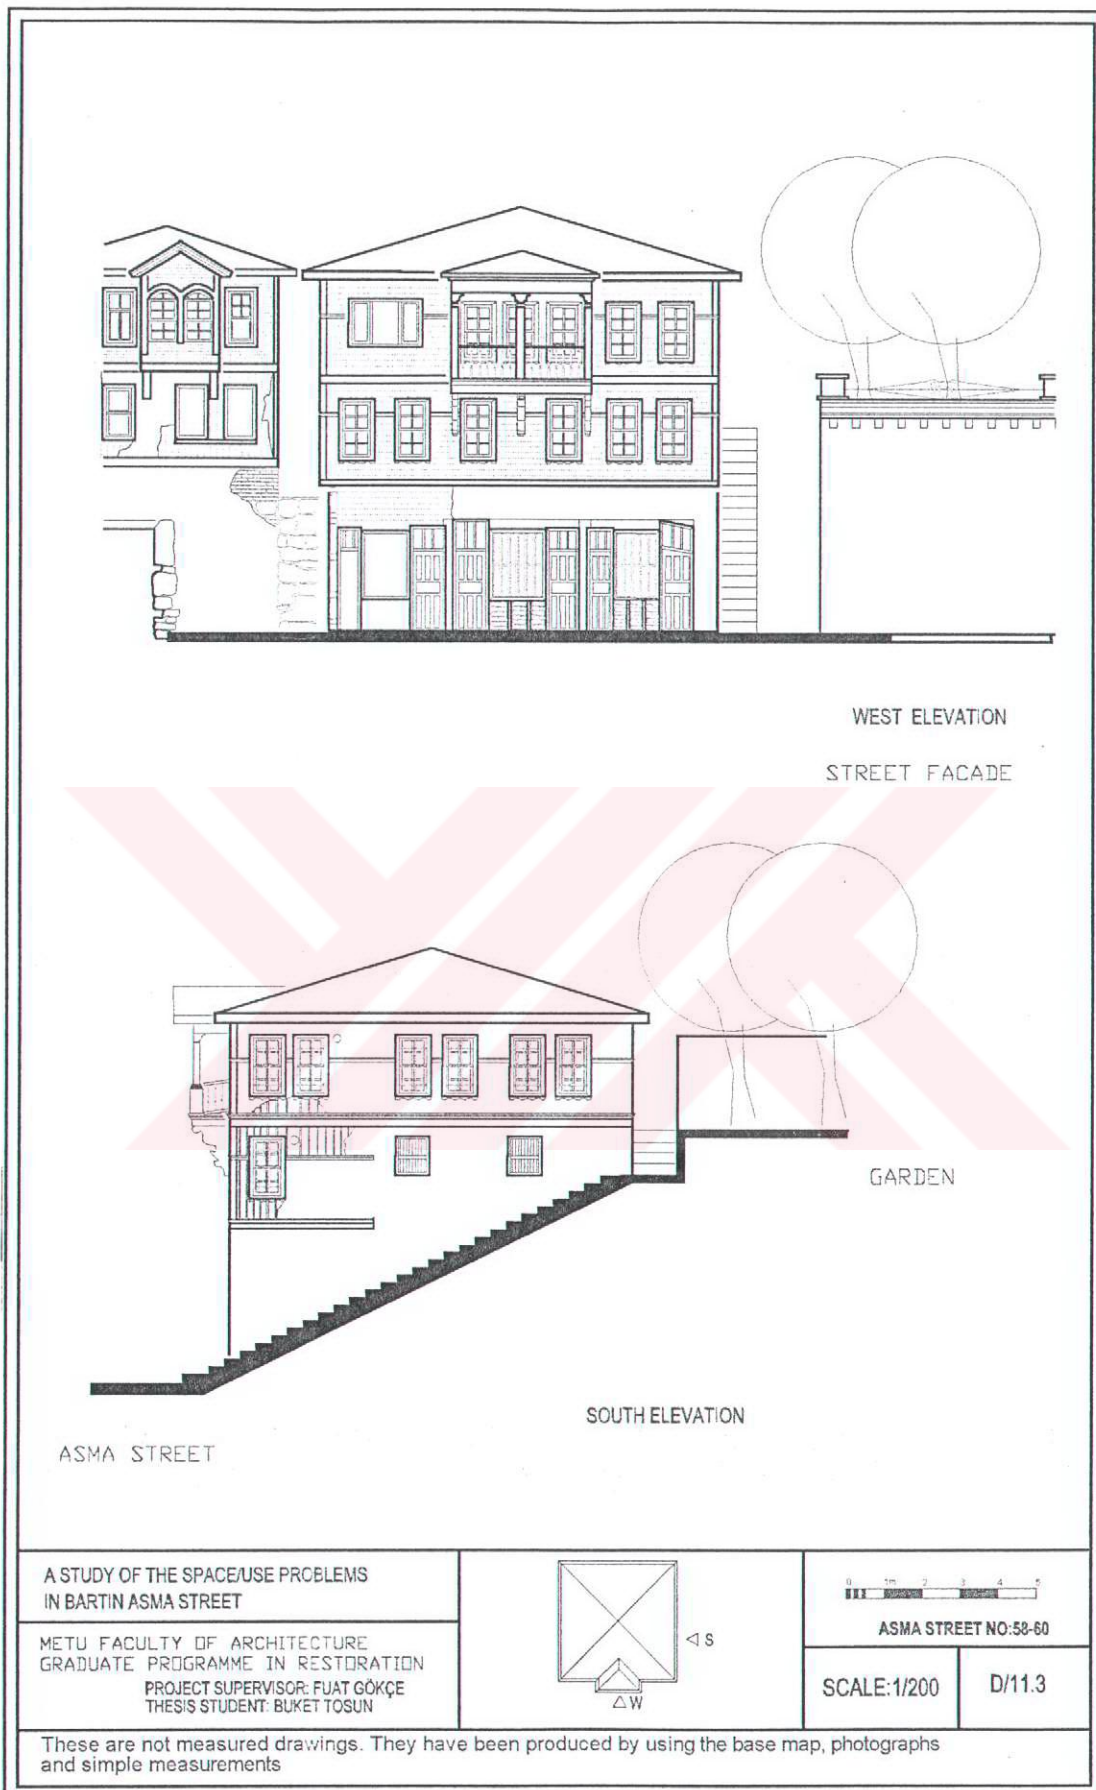 WEST ELEVATION
STREET FACADE
GARDEN
SOUTH ELEVATION
ASMA STREET
A STUDY OF THE SPACE/USE PROBLEMS
IN BARTIN ASMA STREET
METU FACULTY OF ARCHITECTURE
GRADUATE PROGRAMME IN RESTORATION
PROJECT SUPERVISOR: FUAT GÖKÇE
THESIS STUDENT: BUKET TOSUN
S
W
0 1m 2 3 4 5
ASMA STREET NO:58-60
SCALE:1/200
D/11.3
These are not measured drawings. They have been produced by using the base map, photographs
and simple measurements